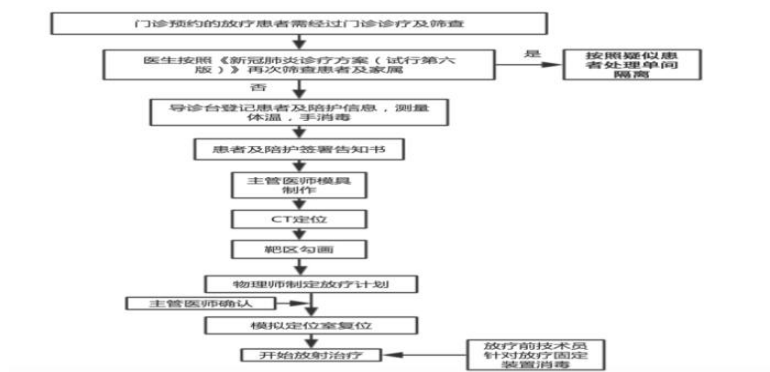 门诊预约的放疗患者需经过门诊诊疗及筛查
医生按照《新冠肺炎诊疗方案（试行第六
版）》再次筛查患者及家属
是
按照疑似患
者处理单间
隔离
否
导诊台登记患者及陪护信息，测量
体温，手消毒
患者及陪护签署告知书
主管医师模具
制作
CT定位
靶区勾画
物理师制定放疗计划
主管医师确认
模拟定位室复位
开始放射治疗
放疗前技术员
针对放疗固定
装置消毒